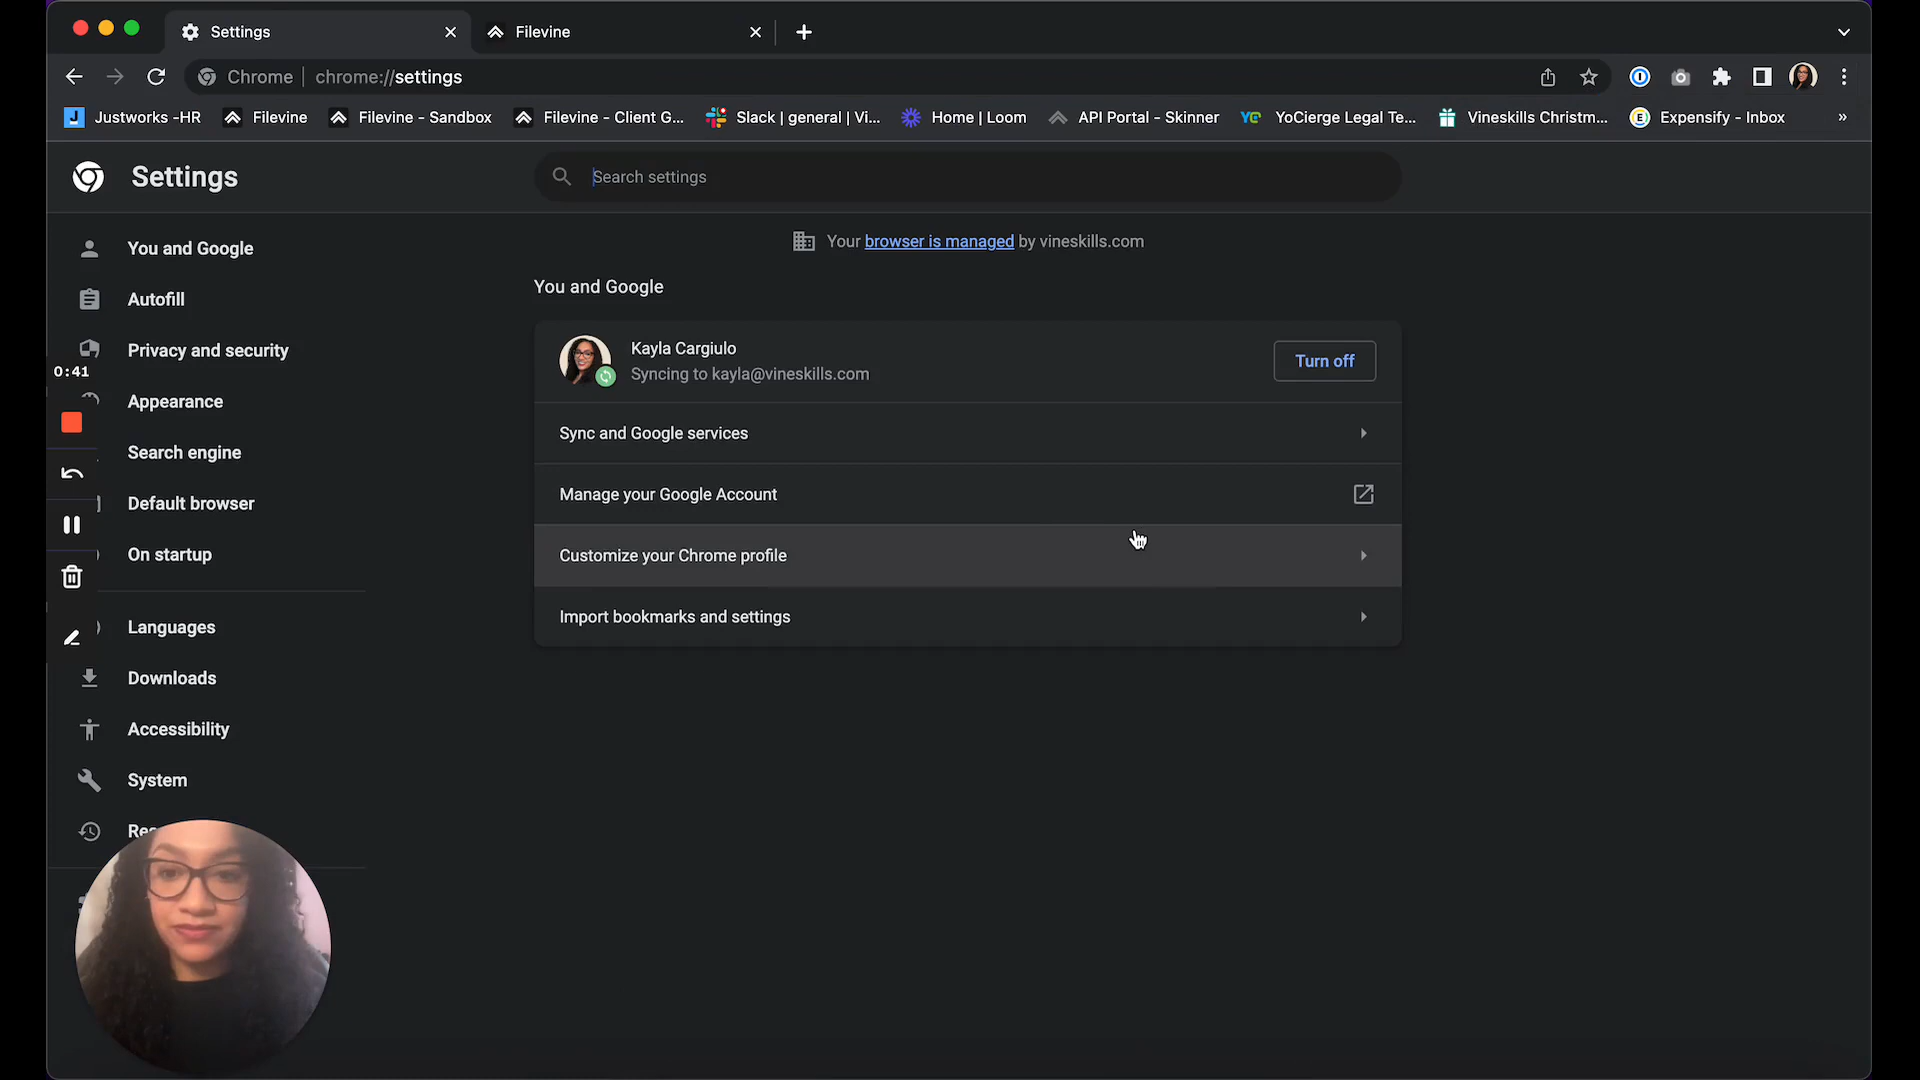 Settings
Filevine
Chrome
chrome://settings
Justworks -HR
Filevine
Filevine - Sandbox
Filevine - Client G...
Slack | general | Vi...
Home | Loom
API Portal - Skinner
YC
YoCierge Legal Te...
Vineskills Christm...
Expensify - Inbox
»
Settings
Search settings
Your browser is managed by vineskills.com
You and Google
Autofill
Privacy and security
0:41
Appearance
Search engine
Default browser
On startup
Languages
Downloads
Accessibility
System
You and Google
Kayla Cargiulo
Syncing to kayla@vineskills.com
Turn off
Sync and Google services
Manage your Google Account
Customize your Chrome profile
Import bookmarks and settings